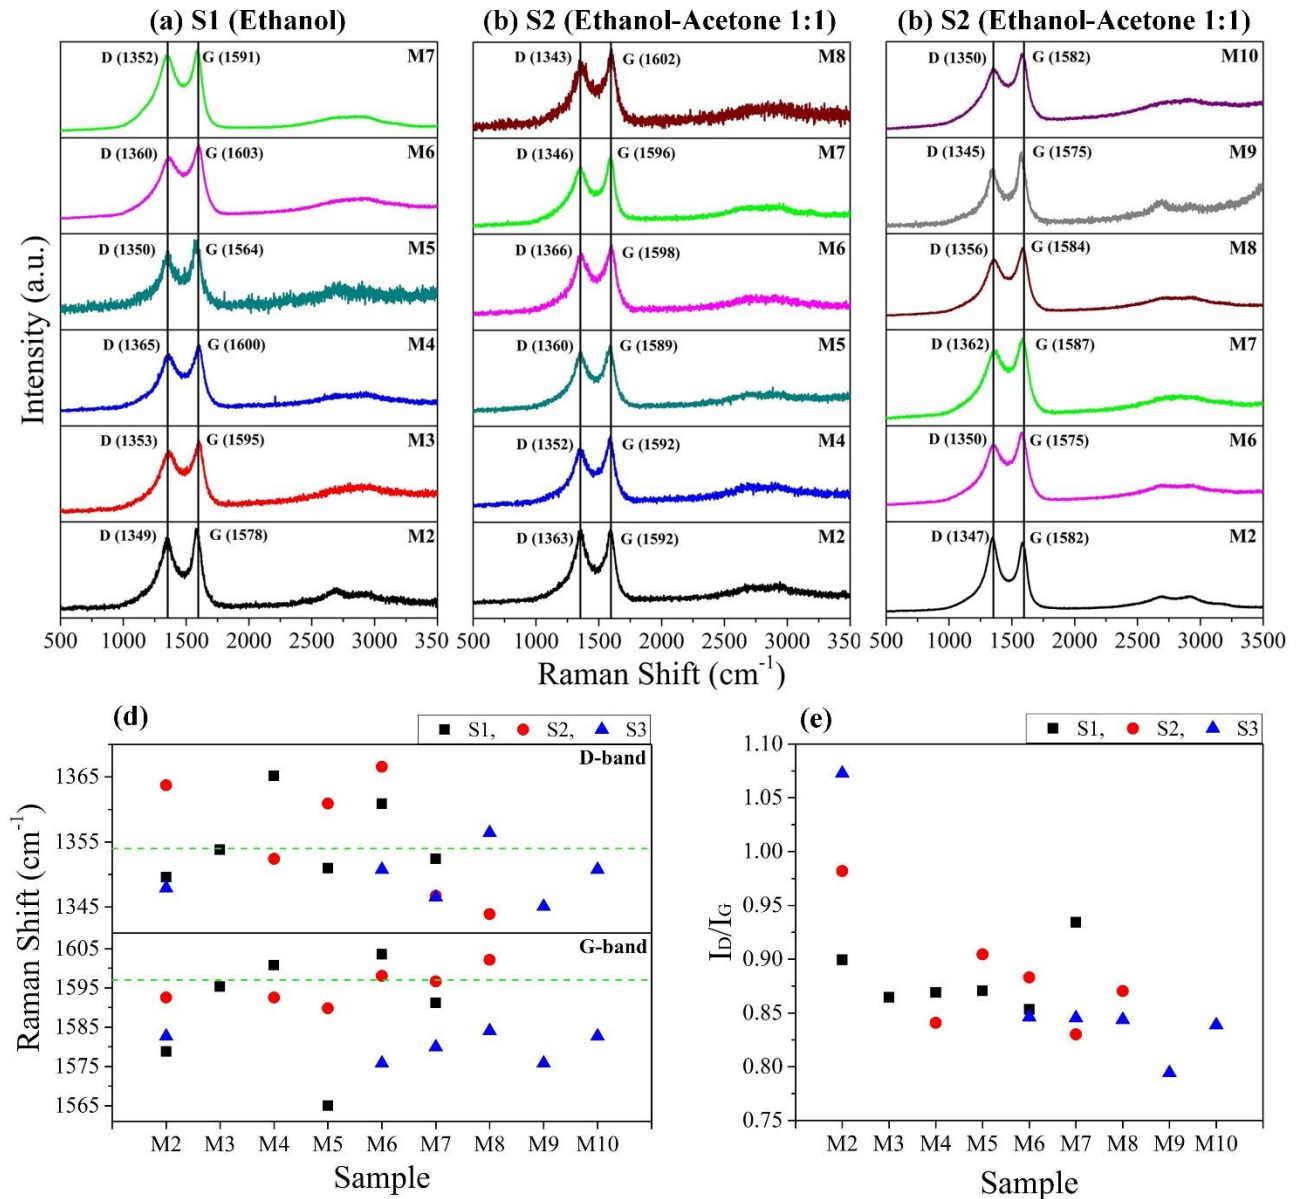 (a) S1 (Ethanol)
(b) S2 (Ethanol-Acetone 1:1)
(b) S2 (Ethanol-Acetone 1:1)
Intensity (a.u.)
D (1352) G (1591) M7
D (1360) G (1603) M6
D (1350) G (1564) M5
D (1365) G (1600) M4
D (1353) G (1595) M3
D (1349) G (1578) M2
500 1000 1500 2000 2500 3000 3500
D (1343) G (1602) M8
D (1346) G (1596) M7
D (1366) G (1598) M6
D (1360) G (1589) M5
D (1352) G (1592) M4
D (1363) G (1592) M2
500 1000 1500 2000 2500 3000 3500
D (1350) G (1582) M10
D (1345) G (1575) M9
D (1356) G (1584) M8
D (1362) G (1587) M7
D (1350) G (1575) M6
D (1347) G (1582) M2
500 1000 1500 2000 2500 3000 3500
Raman Shift (cm⁻¹)
(d)
S1, S2, S3
D-band
1365
1355
1345
G-band
1605
1595
1585
1575
1565
Raman Shift (cm⁻¹)
M2 M3 M4 M5 M6 M7 M8 M9 M10
Sample
(e)
S1, S2, S3
1.10
1.05
1.00
0.95
0.90
0.85
0.80
0.75
I_D/I_G
M2 M3 M4 M5 M6 M7 M8 M9 M10
Sample